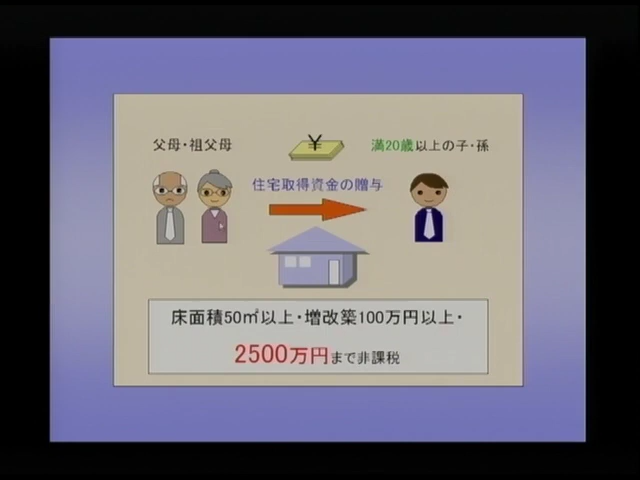 ¥
父母・祖父母
満20歳以上の子・孫
住宅取得資金の贈与
床面積50㎡以上・増改築100万円以上・
2500万円まで非課税